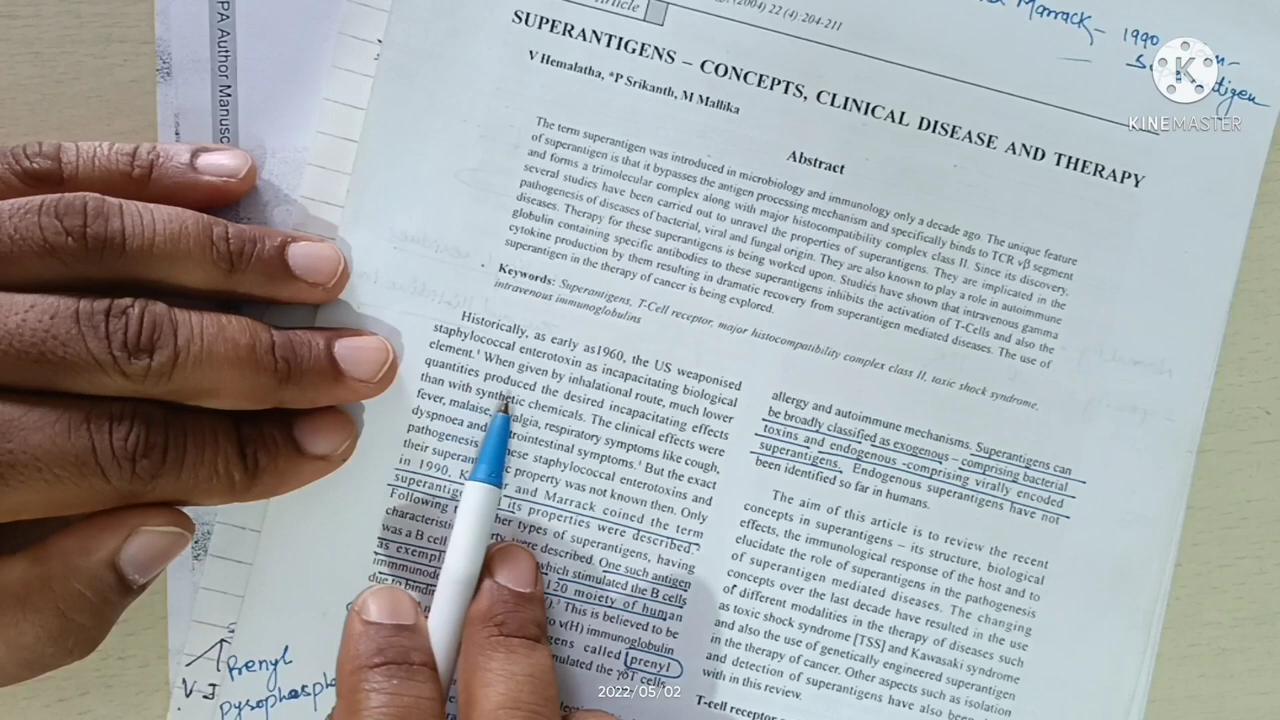 PA Author Manusc
Article
(2004) 22 (4):204-211
Marrack - 1990
KINEMASTER
SUPERANTIGENS – CONCEPTS, CLINICAL DISEASE AND THERAPY
V Hemalatha, *P Srikanth, M Mallika
Abstract
The term superantigen was introduced in microbiology and immunology only a decade ago. The unique feature
of superantigen is that it bypasses the antigen processing mechanism and specifically binds to TCR vβ segment
and forms a trimolecular complex along with major histocompatibility complex class II. Since its discovery,
several studies have been carried out to unravel the properties of superantigens. They are implicated in the
pathogenesis of diseases of bacterial, viral and fungal origin. They are also known to play a role in autoimmune
diseases. Therapy for these superantigens is being worked upon. Studies have shown that intravenous gamma
globulin containing specific antibodies to these superantigens inhibits the activation of T-Cells and also the
cytokine production by them resulting in dramatic recovery from superantigen mediated diseases. The use of
superantigen in the therapy of cancer is being explored.
Keywords: Superantigens, T-Cell receptor, major histocompatibility complex class II, toxic shock syndrome,
intravenous immunoglobulins
Historically, as early as1960, the US weaponised
staphylococcal enterotoxin as incapacitating biological
element.¹ When given by inhalational route, much lower
quantities produced the desired incapacitating effects
than with synthetic chemicals. The clinical effects were
fever, malaise, algia, respiratory symptoms like cough,
dyspnoea and trointestinal symptoms.¹ But the exact
pathogenesis hese staphylococcal enterotoxins and
their superan c property was not known then. Only
in 1990, K r and Marrack coined the term
superantige its properties were described.²
Following t her types of superantigens, having
characteristi rty, were described. One such antigen
was a B cell which stimulated the B cells
as exempl 120 moiety of human
immunod ).³ This is believed to be
due to bindi o v(H) immunoglobulin
gens called prenyl
mulated the γδT cells
allergy and autoimmune mechanisms. Superantigens can
be broadly classified as exogenous – comprising bacterial
toxins and endogenous -comprising virally encoded
superantigens. Endogenous superantigens have not
been identified so far in humans.
The aim of this article is to review the recent
concepts in superantigens – its structure, biological
effects, the immunological response of the host and to
elucidate the role of superantigens in the pathogenesis
of superantigen mediated diseases. The changing
concepts over the last decade have resulted in the use
of different modalities in the therapy of diseases such
as toxic shock syndrome [TSS] and Kawasaki syndrome
and also the use of genetically engineered superantigen
in the therapy of cancer. Other aspects such as isolation
and detection of superantigens have also been
with in this review.
T-cell receptor
Prenyl
V J
pyrophosph
2022/05/02